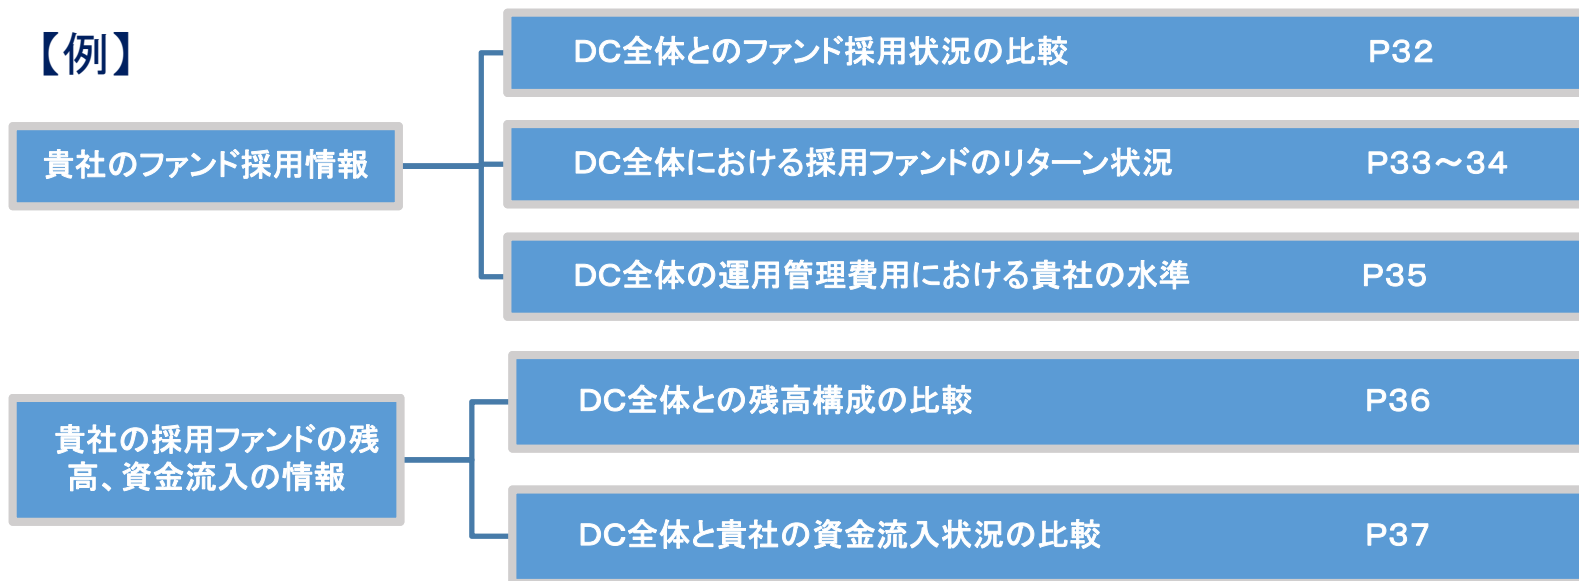 【例】
貴社のファンド採用情報
DC全体とのファンド採用状況の比較 P32
DC全体における採用ファンドのリターン状況 P33～34
DC全体の運用管理費用における貴社の水準 P35
貴社の採用ファンドの残
高、資金流入の情報
DC全体との残高構成の比較 P36
DC全体と貴社の資金流入状況の比較 P37